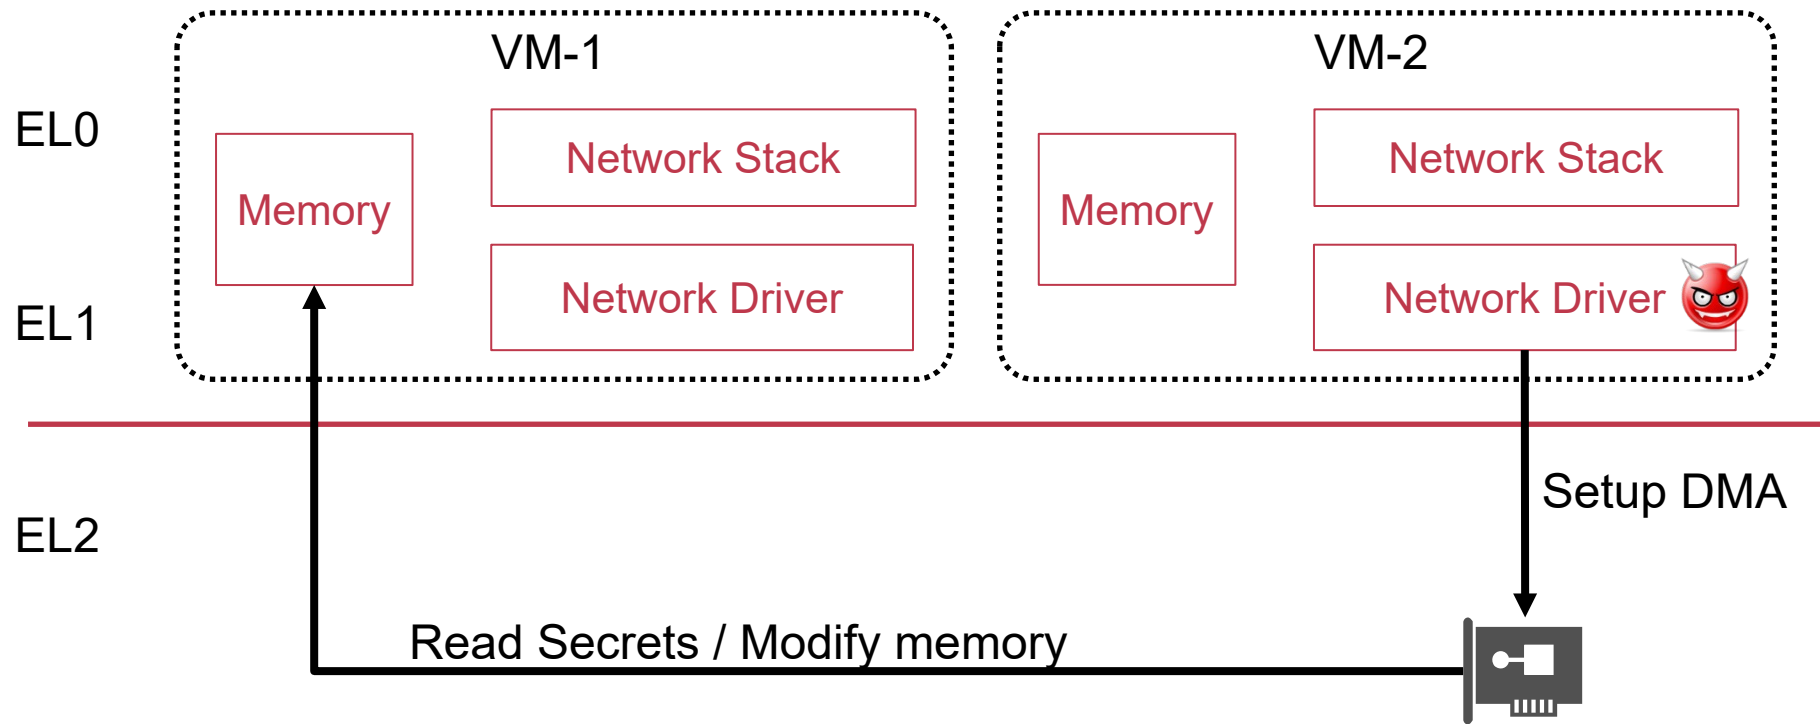 VM-1
VM-2
EL0
Network Stack
Network Stack
Memory
Memory
Network Driver
Network Driver
EL1
Setup DMA
EL2
Read Secrets / Modify memory